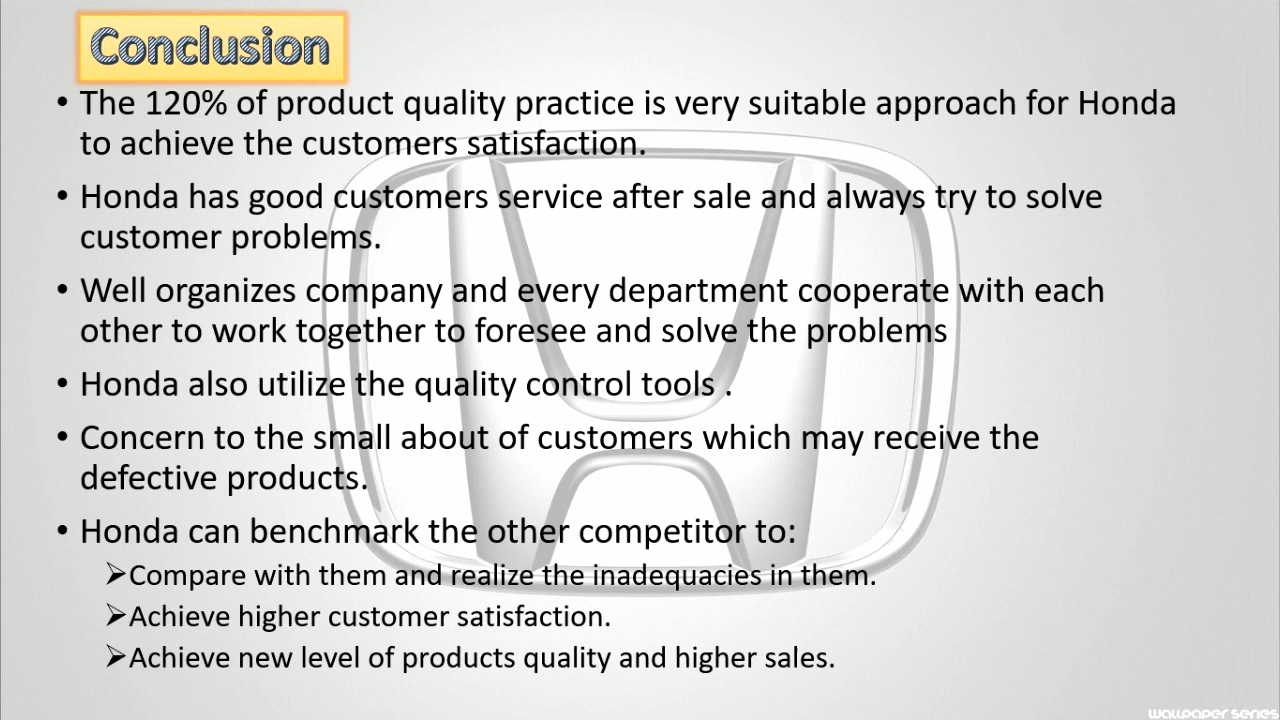 Conclusion
• The 120% of product quality practice is very suitable approach for Honda
to achieve the customers satisfaction.
• Honda has good customers service after sale and always try to solve
customer problems.
• Well organizes company and every department cooperate with each
other to work together to foresee and solve the problems
• Honda also utilize the quality control tools .
• Concern to the small about of customers which may receive the
defective products.
• Honda can benchmark the other competitor to:
➢Compare with them and realize the inadequacies in them.
➢Achieve higher customer satisfaction.
➢Achieve new level of products quality and higher sales.
WALLPAPER SERIES